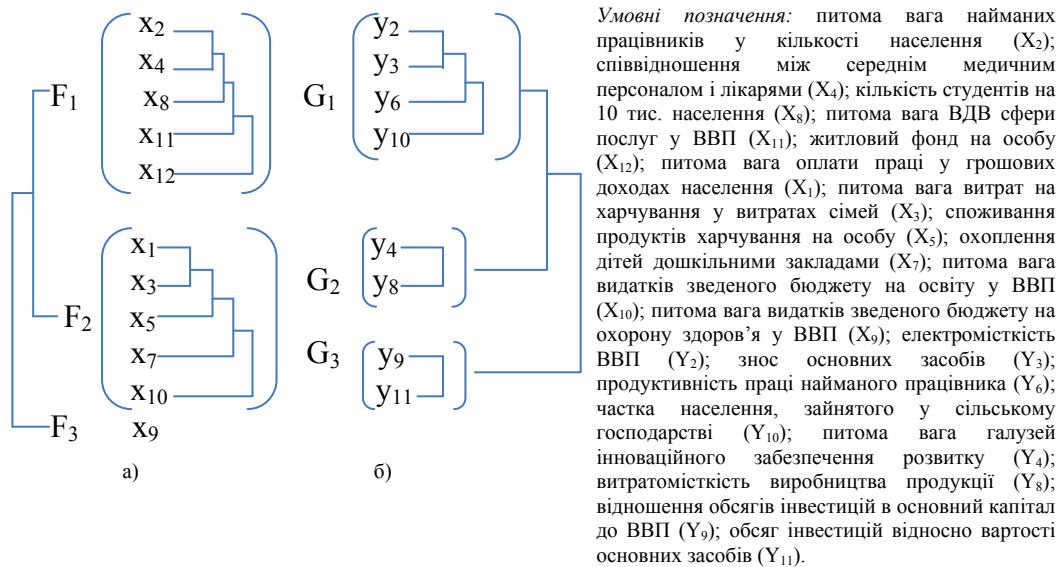 x2
x4
F1
x8
x11
x12
x1
x3
F2
x5
x7
x10
F3
x9
а)
y2
y3
G1
y6
y10
y4
G2
y8
G3
y9
y11
б)
Умовні позначення: питома вага найманих
працівників у кількості населення (X2);
співвідношення між середнім медичним
персоналом і лікарями (X4); кількість студентів на
10 тис. населення (X8); питома вага ВДВ сфери
послуг у ВВП (X11); житловий фонд на особу
(X12); питома вага оплати праці у грошових
доходах населення (X1); питома вага витрат на
харчування у витратах сімей (X3); споживання
продуктів харчування на особу (X5); охоплення
дітей дошкільними закладами (X7); питома вага
видатків зведеного бюджету на освіту у ВВП
(X10); питома вага видатків зведеного бюджету на
охорону здоров’я у ВВП (X9); електромісткість
ВВП (Y2); знос основних засобів (Y3);
продуктивність праці найманого працівника (Y6);
частка населення, зайнятого у сільському
господарстві (Y10); питома вага галузей
інноваційного забезпечення розвитку (Y4);
витратомісткість виробництва продукції (Y8);
відношення обсягів інвестицій в основний капітал
до ВВП (Y9); обсяг інвестицій відносно вартості
основних засобів (Y11).